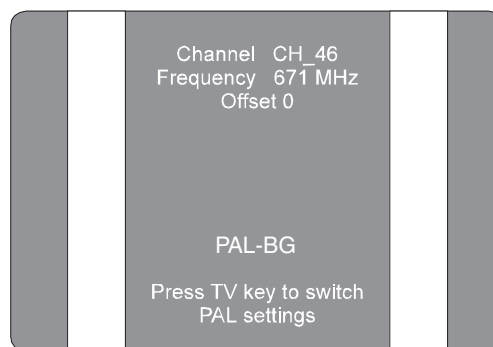 Channel CH_46
Frequency 671 MHz
Offset 0
PAL-BG
Press TV key to switch
PAL settings